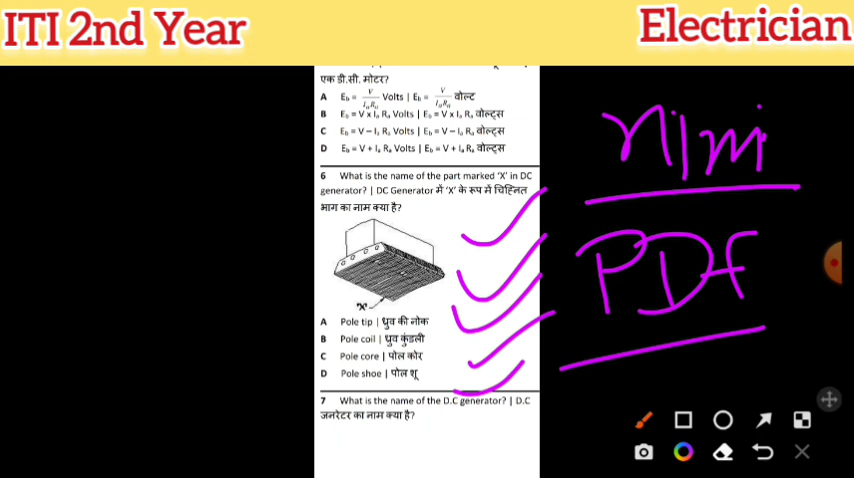 ITI 2nd Year
Electrician
एक डी.सी. मोटर?
A Eb = V/IaRa Volts | Eb = V/IaRa वोल्ट
B Eb = V x Ia Ra Volts | Eb = V x Ia Ra वोल्ट्स
C Eb = V – Ia Ra Volts | Eb = V – Ia Ra वोल्ट्स
D Eb = V + Ia Ra Volts | Eb = V + Ia Ra वोल्ट्स
6 What is the name of the part marked 'X' in DC
generator? | DC Generator में 'X' के रूप में चिह्नित
भाग का नाम क्या है?
'X'
A Pole tip | ध्रुव की नोक
B Pole coil | ध्रुव कुंडली
C Pole core | पोल कोर
D Pole shoe | पोल शू
7 What is the name of the D.C generator? | D.C
जनरेटर का नाम क्या है?
nimi
PDf